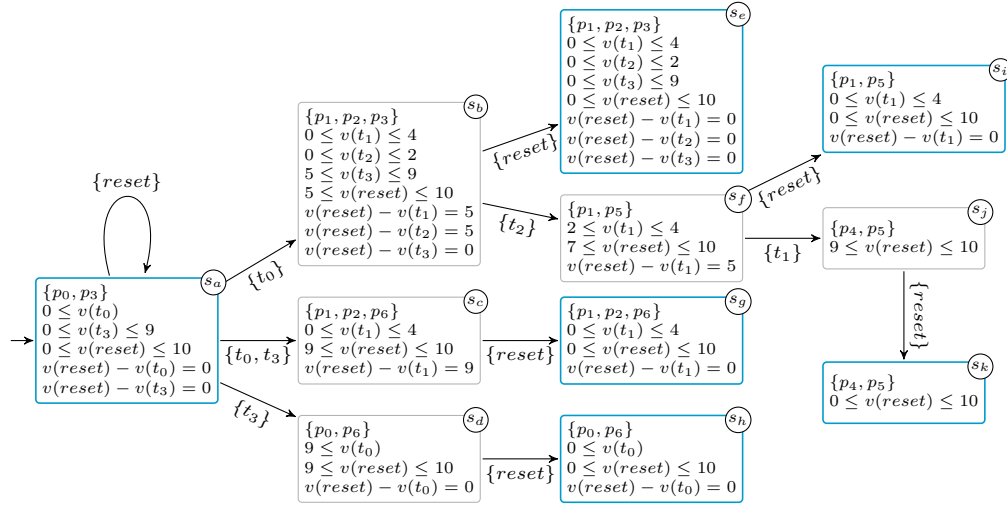 s_e
{p_1, p_2, p_3}
0 ≤ v(t_1) ≤ 4
0 ≤ v(t_2) ≤ 2
0 ≤ v(t_3) ≤ 9
0 ≤ v(reset) ≤ 10
v(reset) − v(t_1) = 0
v(reset) − v(t_2) = 0
v(reset) − v(t_3) = 0
s_i
{p_1, p_5}
0 ≤ v(t_1) ≤ 4
0 ≤ v(reset) ≤ 10
v(reset) − v(t_1) = 0
s_b
{p_1, p_2, p_3}
0 ≤ v(t_1) ≤ 4
0 ≤ v(t_2) ≤ 2
5 ≤ v(t_3) ≤ 9
5 ≤ v(reset) ≤ 10
v(reset) − v(t_1) = 5
v(reset) − v(t_2) = 5
v(reset) − v(t_3) = 0
{reset}
{reset}
{reset}
{t_2}
s_f
{p_1, p_5}
2 ≤ v(t_1) ≤ 4
7 ≤ v(reset) ≤ 10
v(reset) − v(t_1) = 5
{t_1}
s_j
{p_4, p_5}
9 ≤ v(reset) ≤ 10
s_a
{p_0, p_3}
0 ≤ v(t_0)
0 ≤ v(t_3) ≤ 9
0 ≤ v(reset) ≤ 10
v(reset) − v(t_0) = 0
v(reset) − v(t_3) = 0
{t_0}
{t_0, t_3}
{t_3}
s_c
{p_1, p_2, p_6}
0 ≤ v(t_1) ≤ 4
9 ≤ v(reset) ≤ 10
v(reset) − v(t_1) = 9
{reset}
s_g
{p_1, p_2, p_6}
0 ≤ v(t_1) ≤ 4
0 ≤ v(reset) ≤ 10
v(reset) − v(t_1) = 0
{reset}
s_k
{p_4, p_5}
0 ≤ v(reset) ≤ 10
s_d
{p_0, p_6}
9 ≤ v(t_0)
9 ≤ v(reset) ≤ 10
v(reset) − v(t_0) = 0
{reset}
s_h
{p_0, p_6}
0 ≤ v(t_0)
0 ≤ v(reset) ≤ 10
v(reset) − v(t_0) = 0